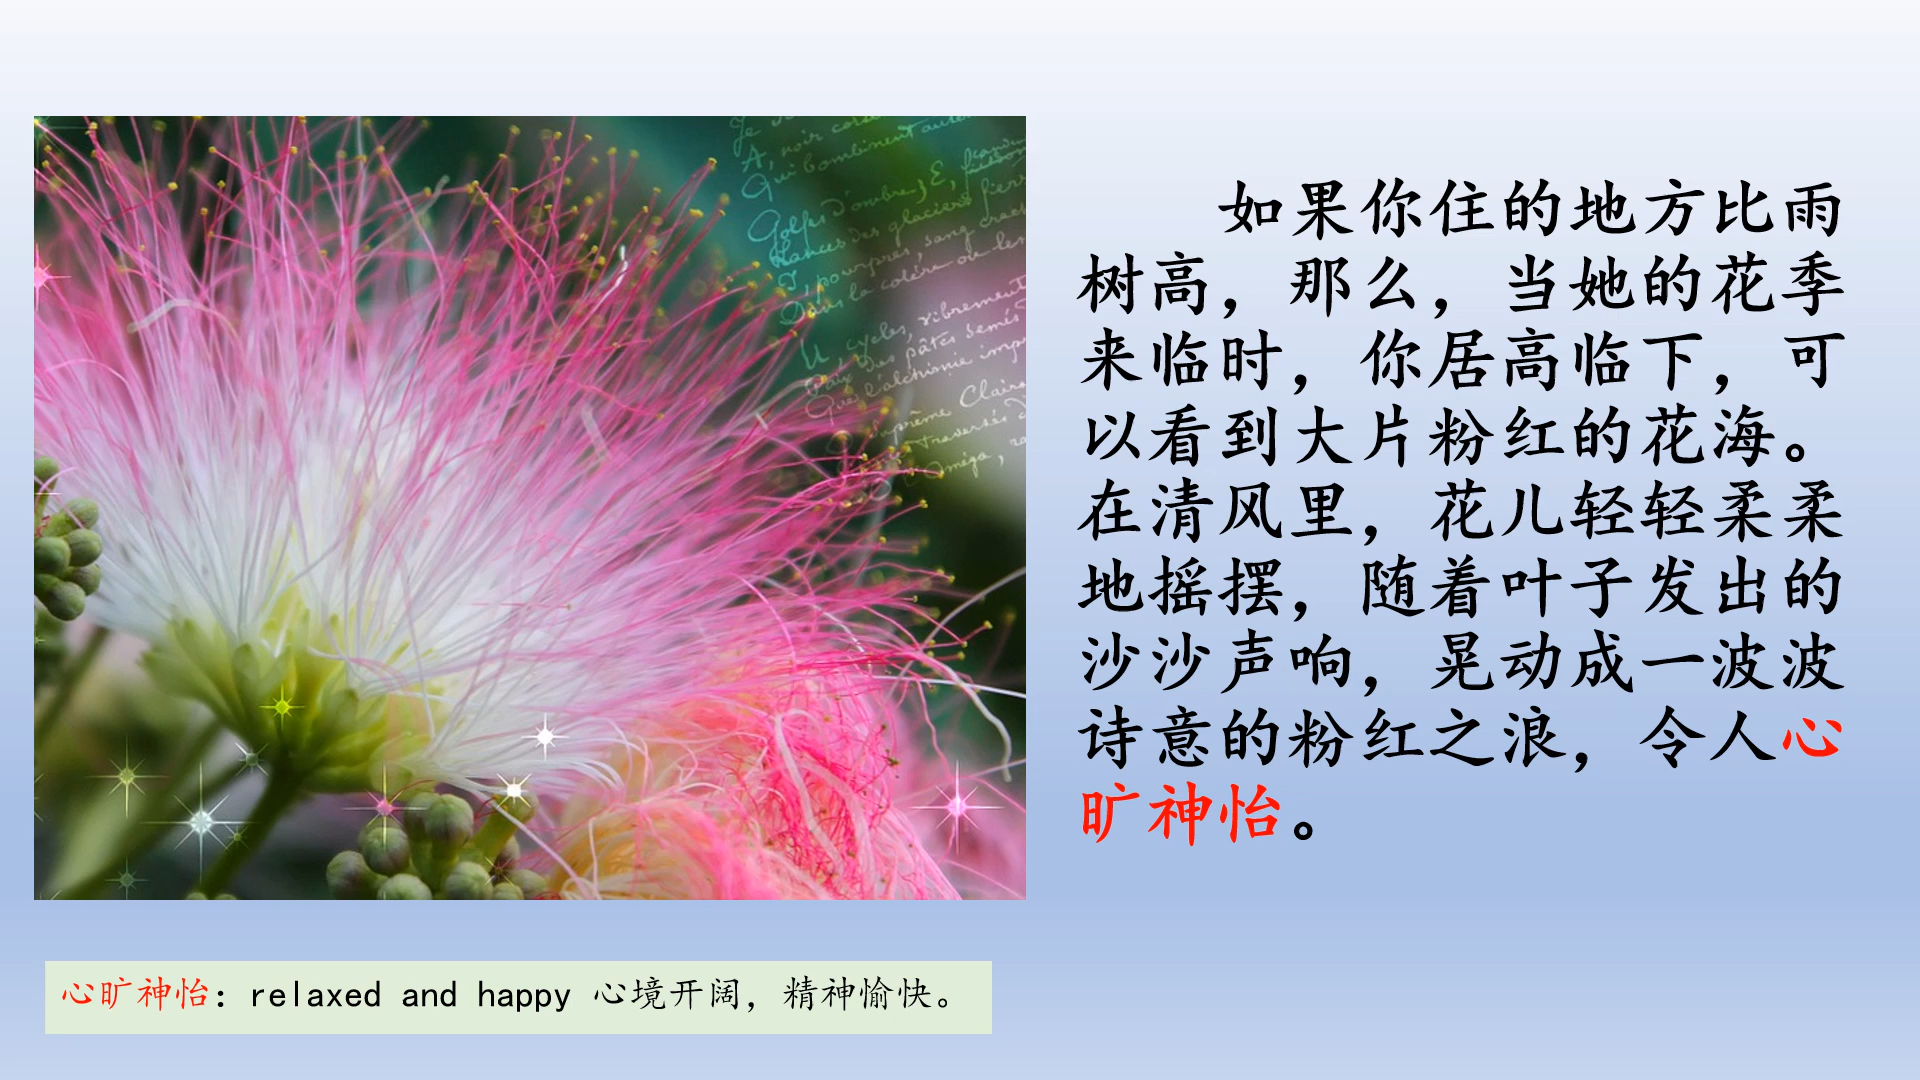 如果你住的地方比雨
树高，那么，当她的花季
来临时，你居高临下，可
以看到大片粉红的花海。
在清风里，花儿轻轻柔柔
地摇摆，随着叶子发出的
沙沙声响，晃动成一波波
诗意的粉红之浪，令人心
旷神怡。
心旷神怡：relaxed and happy 心境开阔，精神愉快。